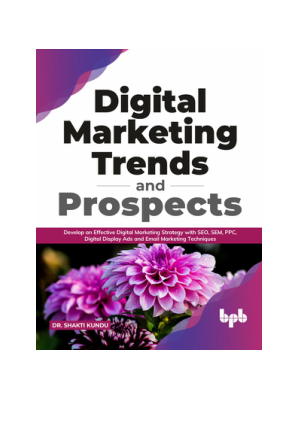 Digital
Marketing
Trends
and
Prospects
Develop an Effective Digital Marketing Strategy with SEO, SEM, PPC,
Digital Display Ads and Email Marketing Techniques
DR. SHAKTI KUNDU
bpb